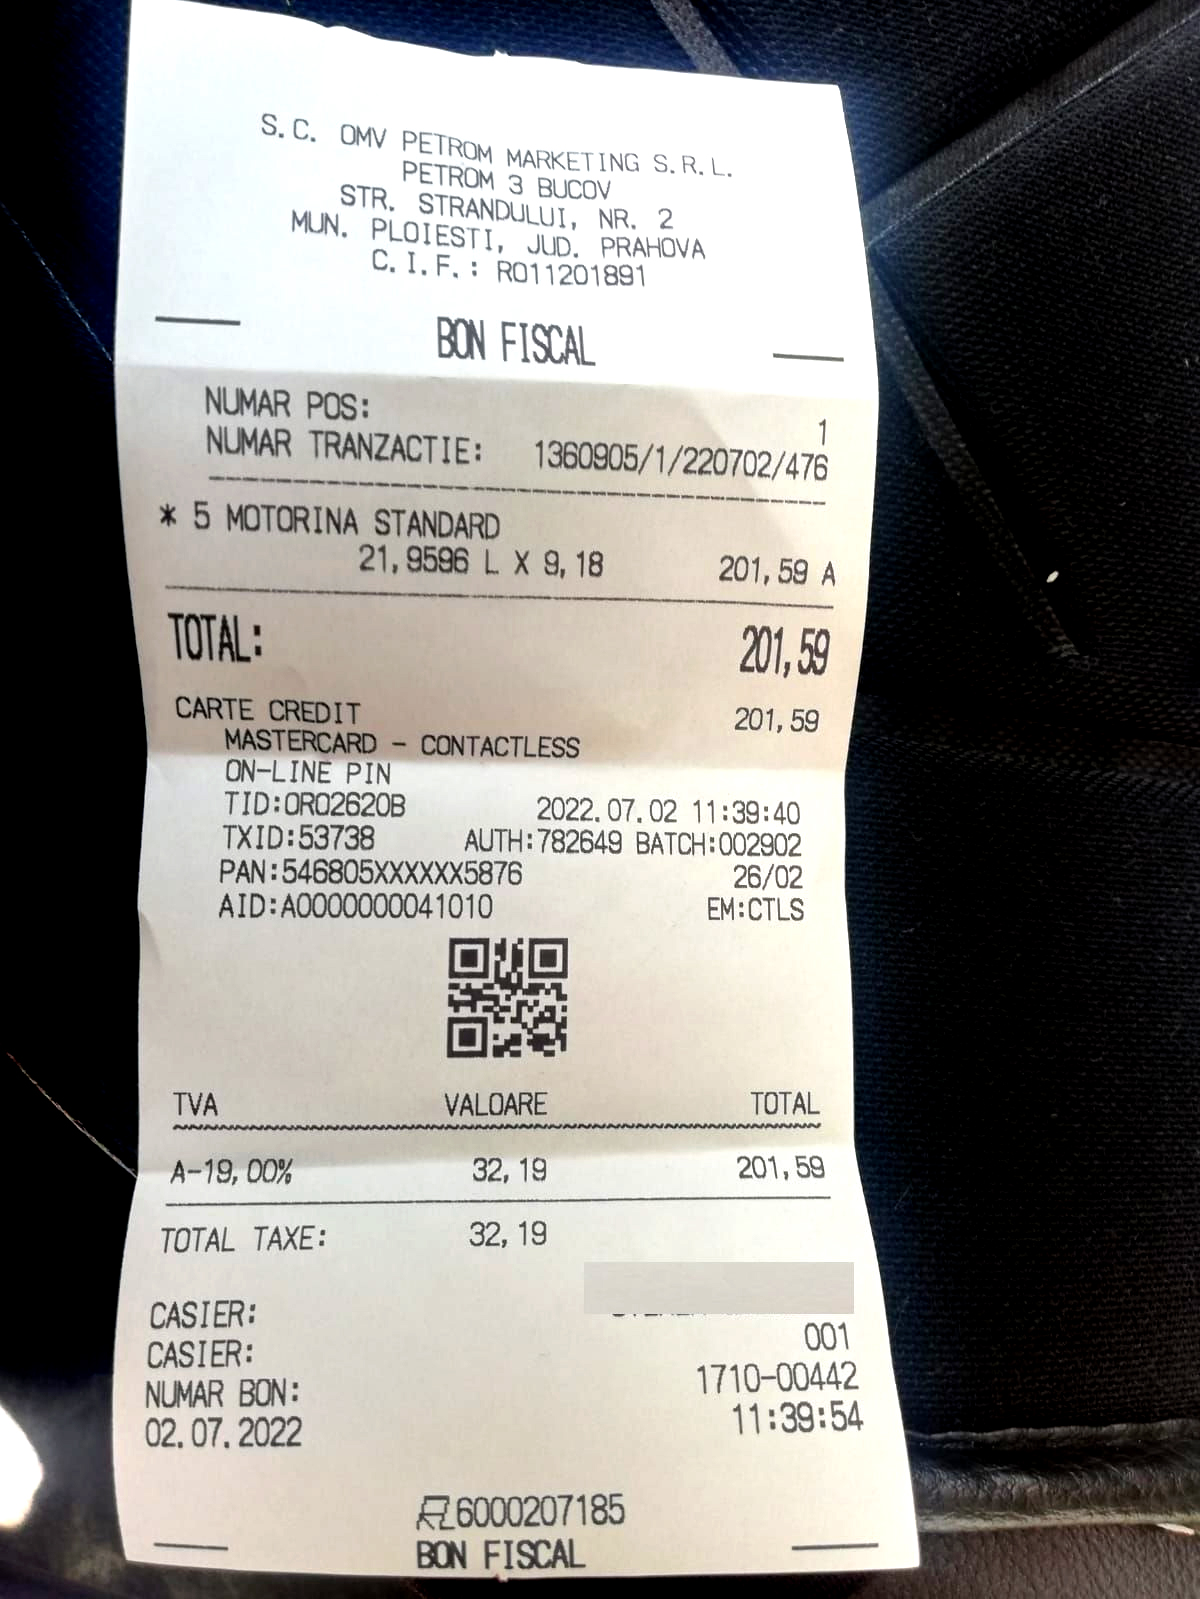 S.C. OMV PETROM MARKETING S.R.L.
PETROM 3 BUCOV
STR. STRANDULUI, NR. 2
MUN. PLOIESTI, JUD. PRAHOVA
C.I.F.: RO11201891
BON FISCAL
NUMAR POS: 1
NUMAR TRANZACTIE: 1360905/1/220702/476
* 5 MOTORINA STANDARD
21,9596 L X 9,18 201,59 A
TOTAL: 201,59
CARTE CREDIT 201,59
MASTERCARD - CONTACTLESS
ON-LINE PIN
TID:0RO2620B 2022.07.02 11:39:40
TXID:53738 AUTH:782649 BATCH:002902
PAN:546805XXXXXX5876 26/02
AID:A0000000041010 EM:CTLS
TVA VALOARE TOTAL
A-19,00% 32,19 201,59
TOTAL TAXE: 32,19
CASIER:
CASIER: 001
NUMAR BON: 1710-00442
02.07.2022 11:39:54
6000207185
BON FISCAL